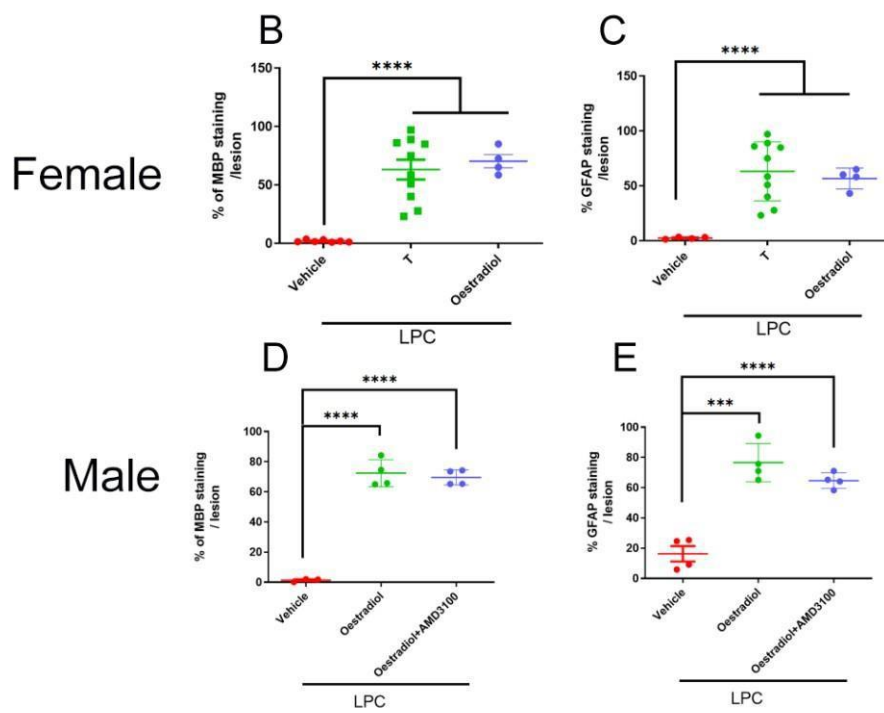 B
C
Female
% of MBP staining
/lesion
150
100
50
0
****
Vehicle
T
Oestradiol
LPC
% GFAP staining
/lesion
150
100
50
0
****
Vehicle
T
Oestradiol
LPC
D
E
Male
% of MBP staining
/ lesion
100
80
60
40
20
0
****
****
Vehicle
Oestradiol
Oestradiol+AMD3100
LPC
% GFAP staining
/ lesion
100
80
60
40
20
0
****
***
Vehicle
Oestradiol
Oestradiol+AMD3100
LPC